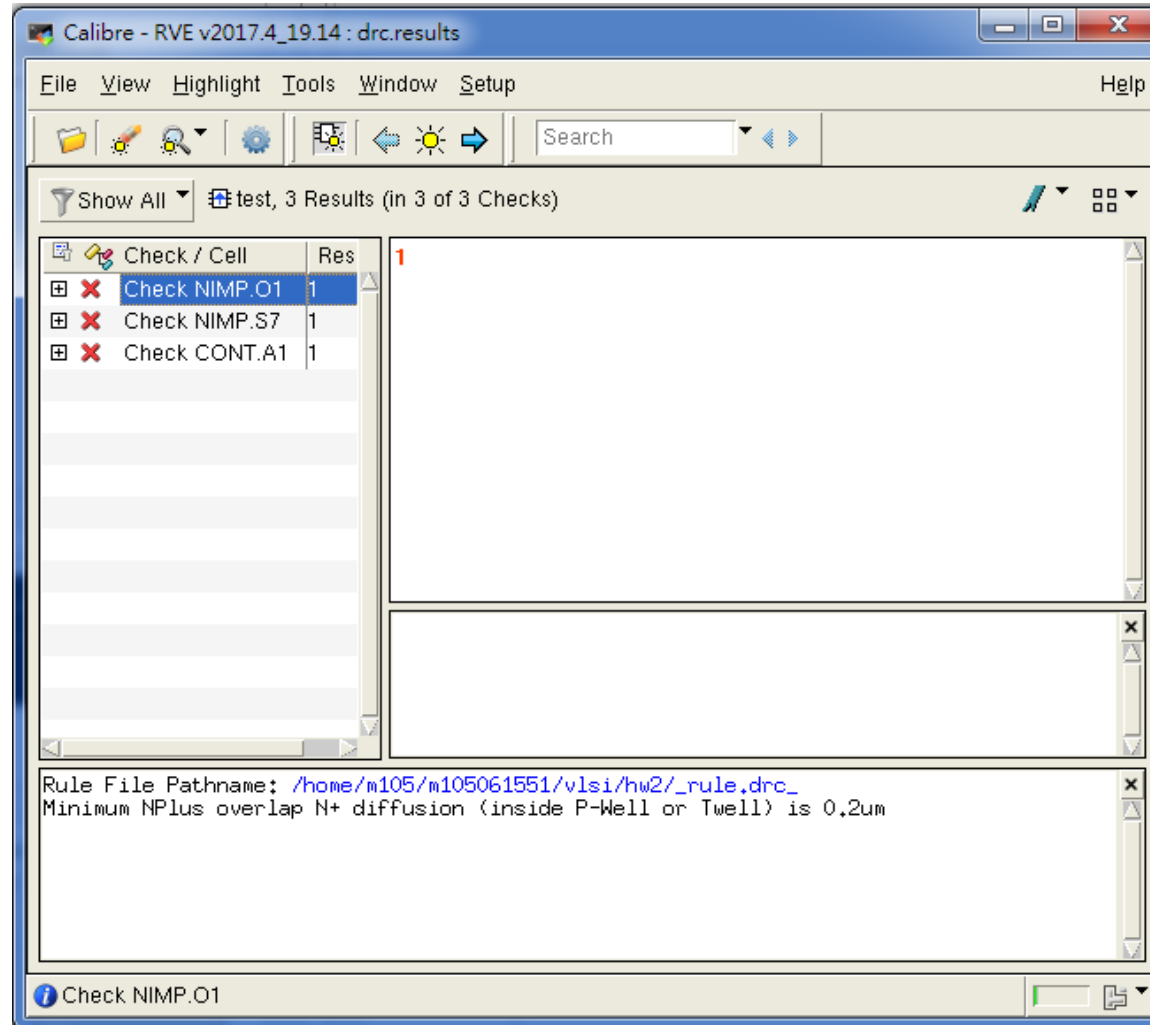 Calibre - RVE v2017.4_19.14 : drc.results
File View Highlight Tools Window Setup Help
Search
Show All test, 3 Results (in 3 of 3 Checks)
Check / Cell Res
Check NIMP.O1 1
Check NIMP.S7 1
Check CONT.A1 1
1
Rule File Pathname: /home/m105/m105061551/vlsi/hw2/_rule.drc_
Minimum NPlus overlap N+ diffusion (inside P-Well or Twell) is 0.2um
Check NIMP.O1